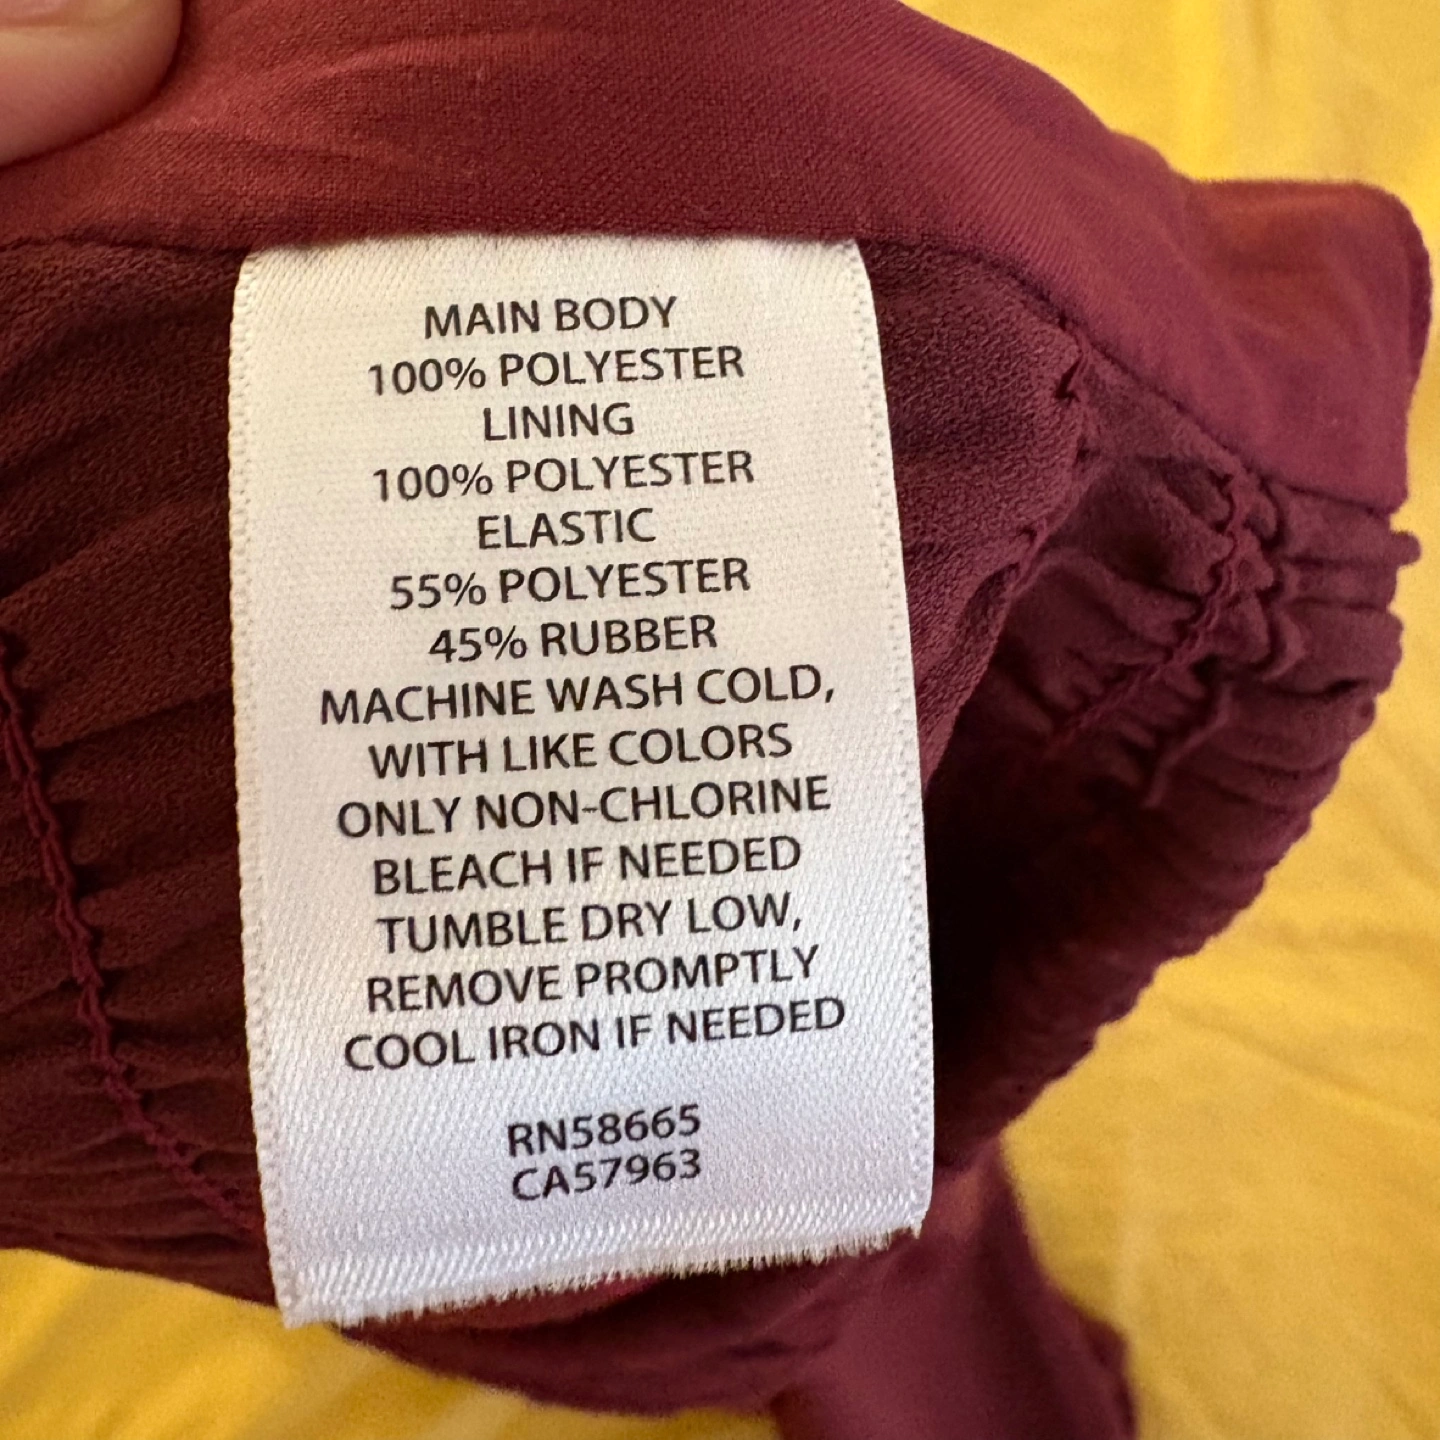 MAIN BODY
100% POLYESTER
LINING
100% POLYESTER
ELASTIC
55% POLYESTER
45% RUBBER
MACHINE WASH COLD,
WITH LIKE COLORS
ONLY NON-CHLORINE
BLEACH IF NEEDED
TUMBLE DRY LOW,
REMOVE PROMPTLY
COOL IRON IF NEEDED
RN58665
CA57963